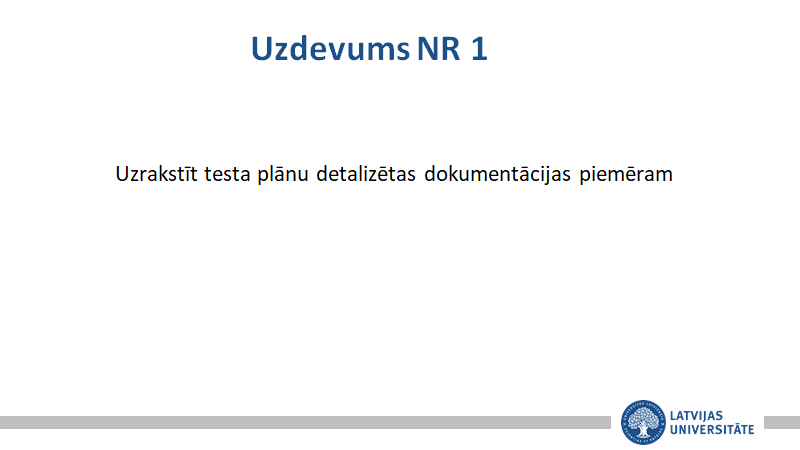 Uzdevums NR 1
Uzrakstīt testa plānu detalizētas dokumentācijas piemēram
LATVIJAS
UNIVERSITĀTE